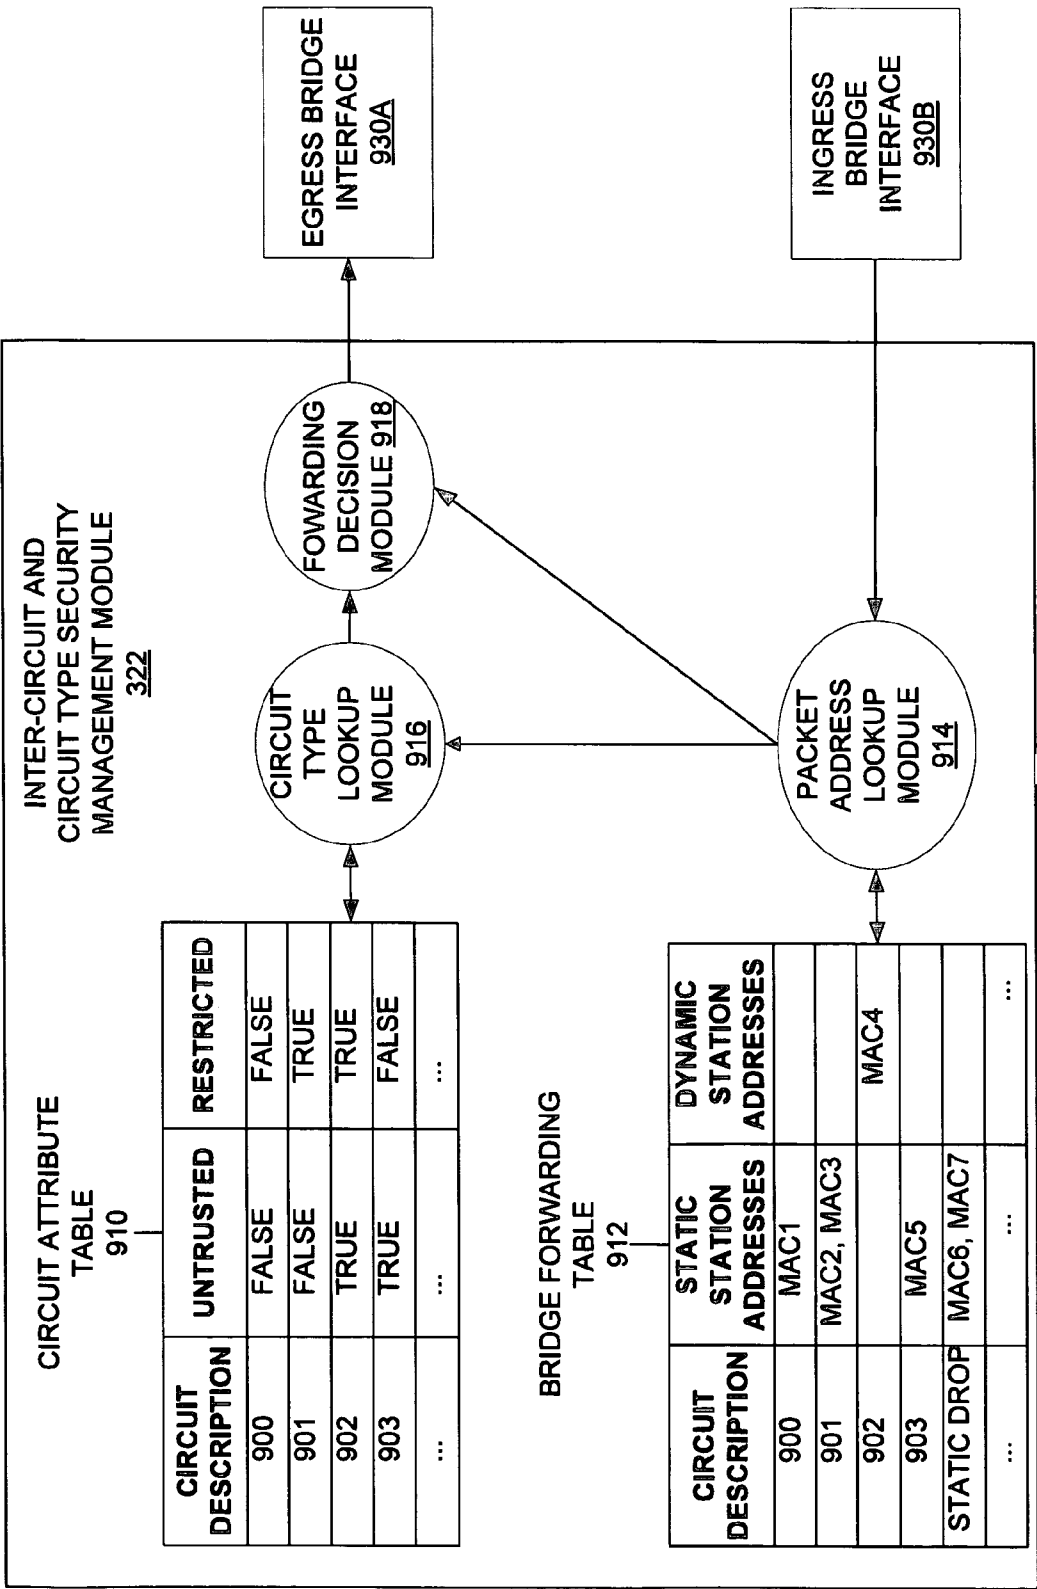 INTER-CIRCUIT AND
CIRCUIT TYPE SECURITY
MANAGEMENT MODULE
322
CIRCUIT ATTRIBUTE
TABLE
910
CIRCUIT DESCRIPTION UNTRUSTED RESTRICTED
900 FALSE FALSE
901 FALSE TRUE
902 TRUE TRUE
903 TRUE FALSE
... ... ...
CIRCUIT
TYPE
LOOKUP
MODULE
916
FOWARDING
DECISION
MODULE 918
EGRESS BRIDGE
INTERFACE
930A
BRIDGE FORWARDING
TABLE
912
CIRCUIT DESCRIPTION STATIC STATION ADDRESSES DYNAMIC STATION ADDRESSES
900 MAC1
901 MAC2, MAC3
902 MAC4
903 MAC5
STATIC DROP MAC6, MAC7
... ... ...
PACKET
ADDRESS
LOOKUP
MODULE
914
INGRESS
BRIDGE
INTERFACE
930B